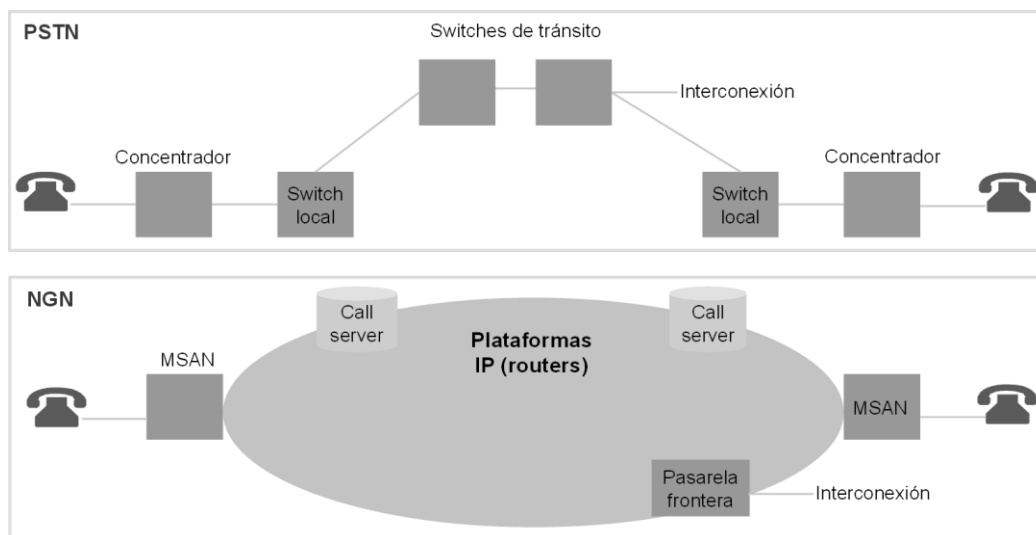 PSTN
Switches de tránsito
Interconexión
Concentrador
Concentrador
Switch
local
Switch
local
NGN
Call
server
Call
server
Plataformas
IP (routers)
MSAN
MSAN
Pasarela
frontera
Interconexión